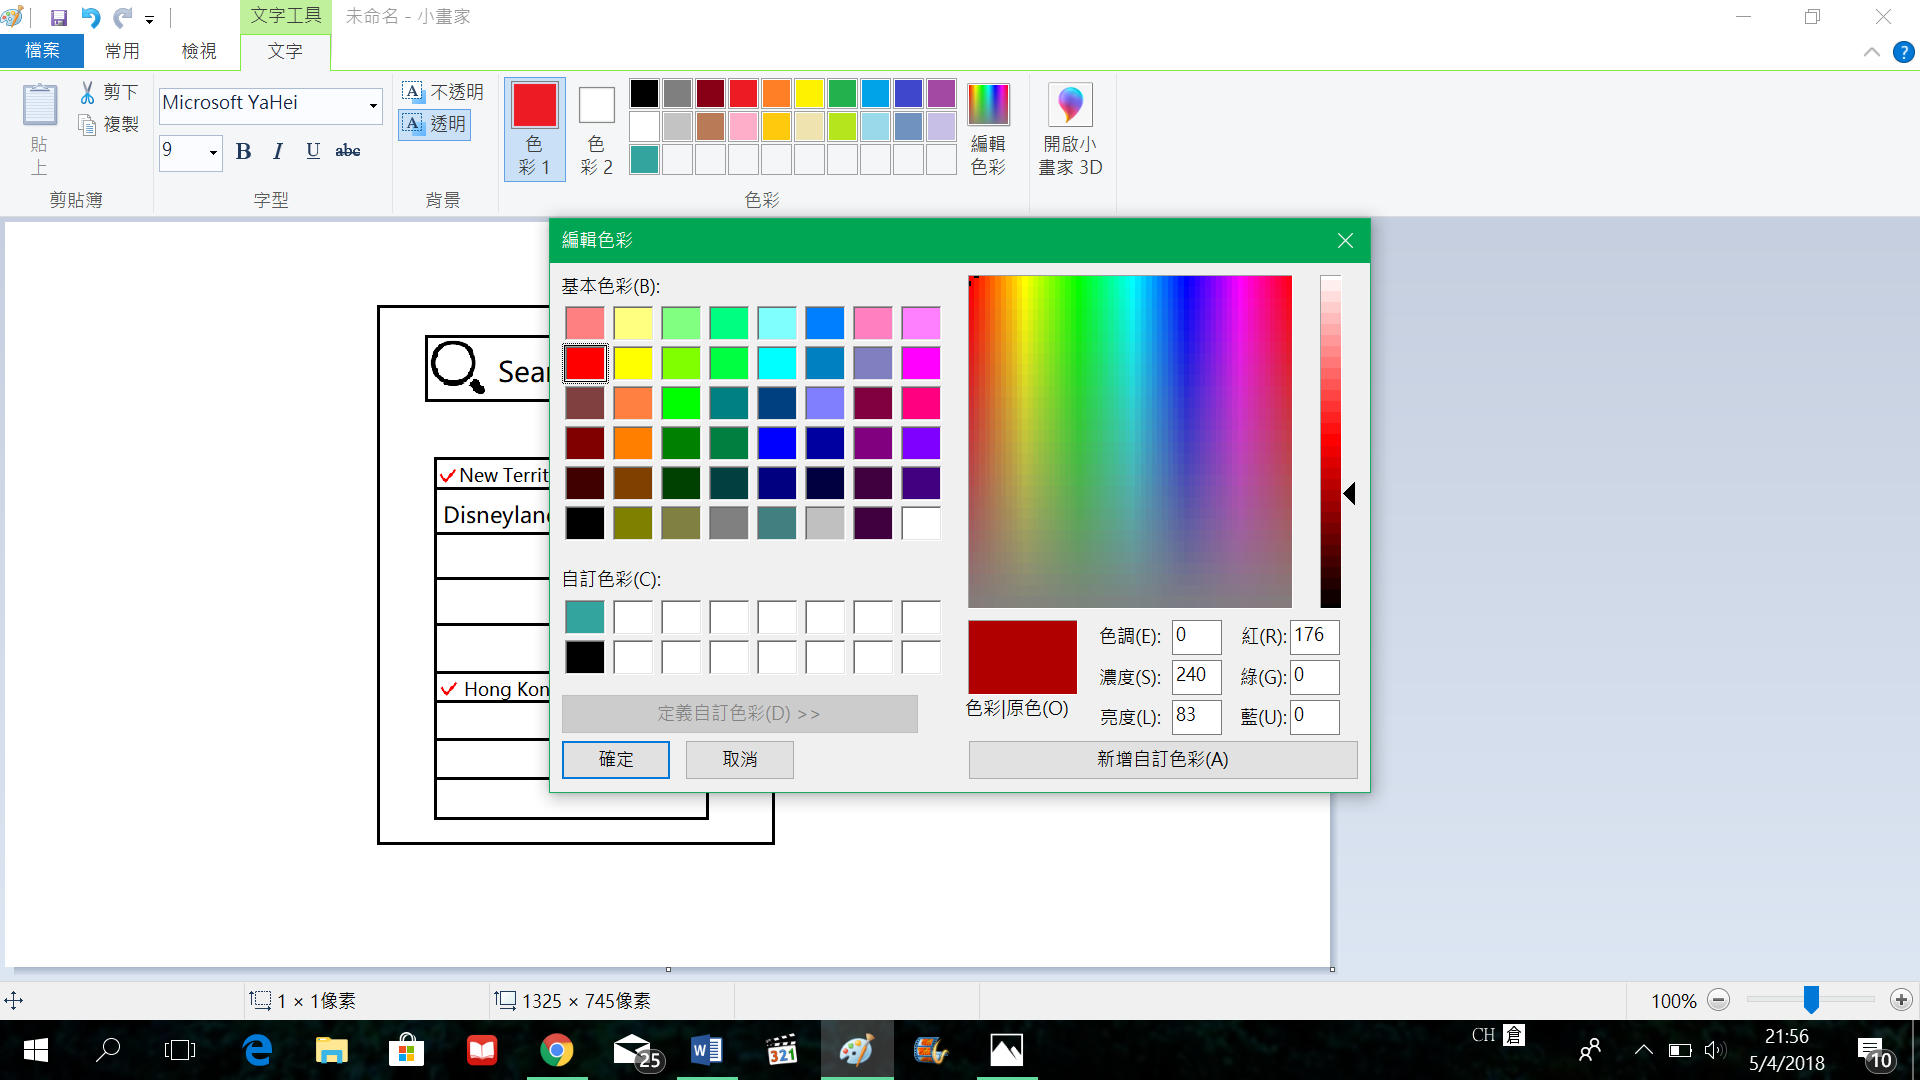 文字工具
未命名 - 小畫家
檔案
常用
檢視
文字
?
貼上
剪下
複製
剪貼簿
Microsoft YaHei
9
B I U abc
字型
A 不透明
A 透明
背景
色彩 1
色彩 2
色彩
編輯色彩
開啟小畫家 3D
編輯色彩
基本色彩(B):
自訂色彩(C):
定義自訂色彩(D) >>
確定
取消
色彩|原色(O)
色調(E): 0
濃度(S): 240
亮度(L): 83
紅(R): 176
綠(G): 0
藍(U): 0
新增自訂色彩(A)
New Territ
Disneylan
Hong Kon
1 × 1像素
1325 × 745像素
100%
25
321
CH 倉
21:56
5/4/2018
10